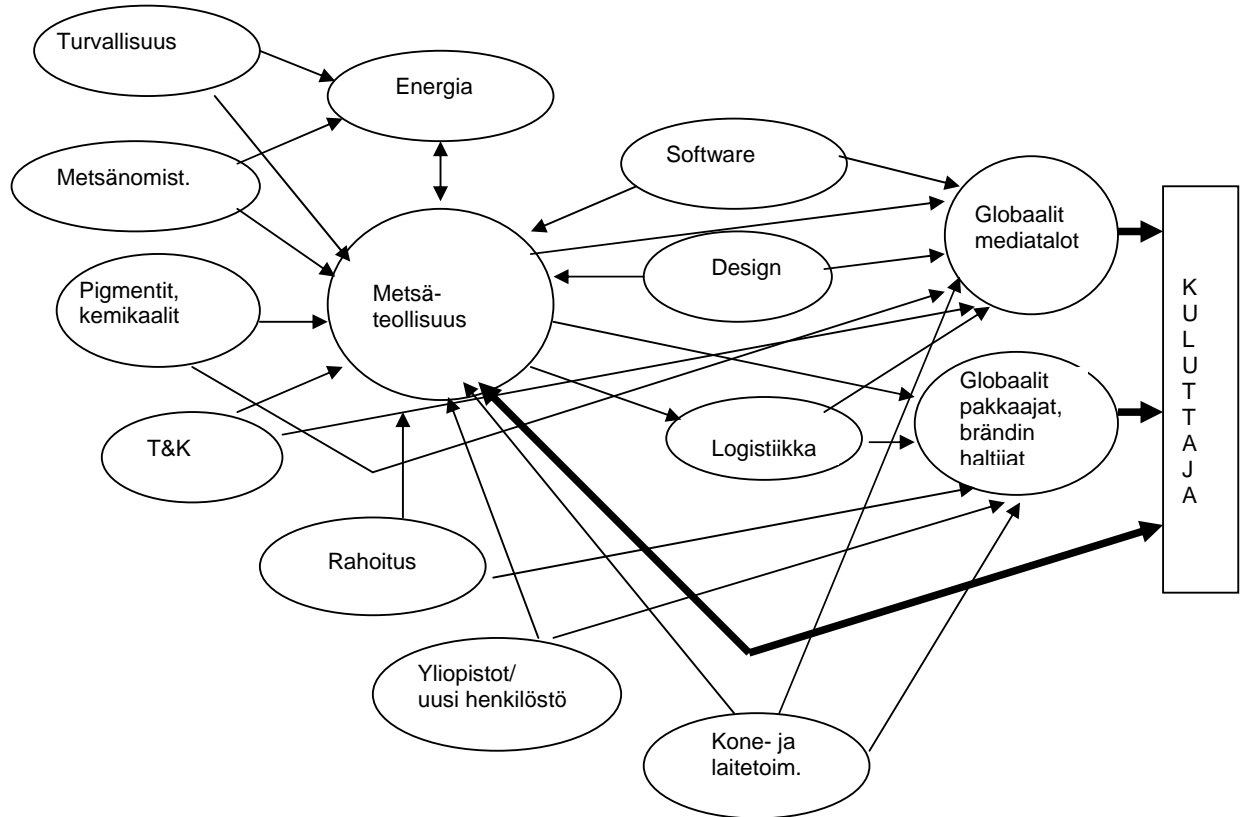 Turvallisuus
Energia
Metsänomist.
Software
Globaalit
mediatalot
Design
Pigmentit,
kemikaalit
Metsä-
teollisuus
K
U
L
U
T
T
A
J
A
Globaalit
pakkaajat,
brändin
haltijat
T&K
Logistiikka
Rahoitus
Yliopistot/
uusi henkilöstö
Kone- ja
laitetoim.